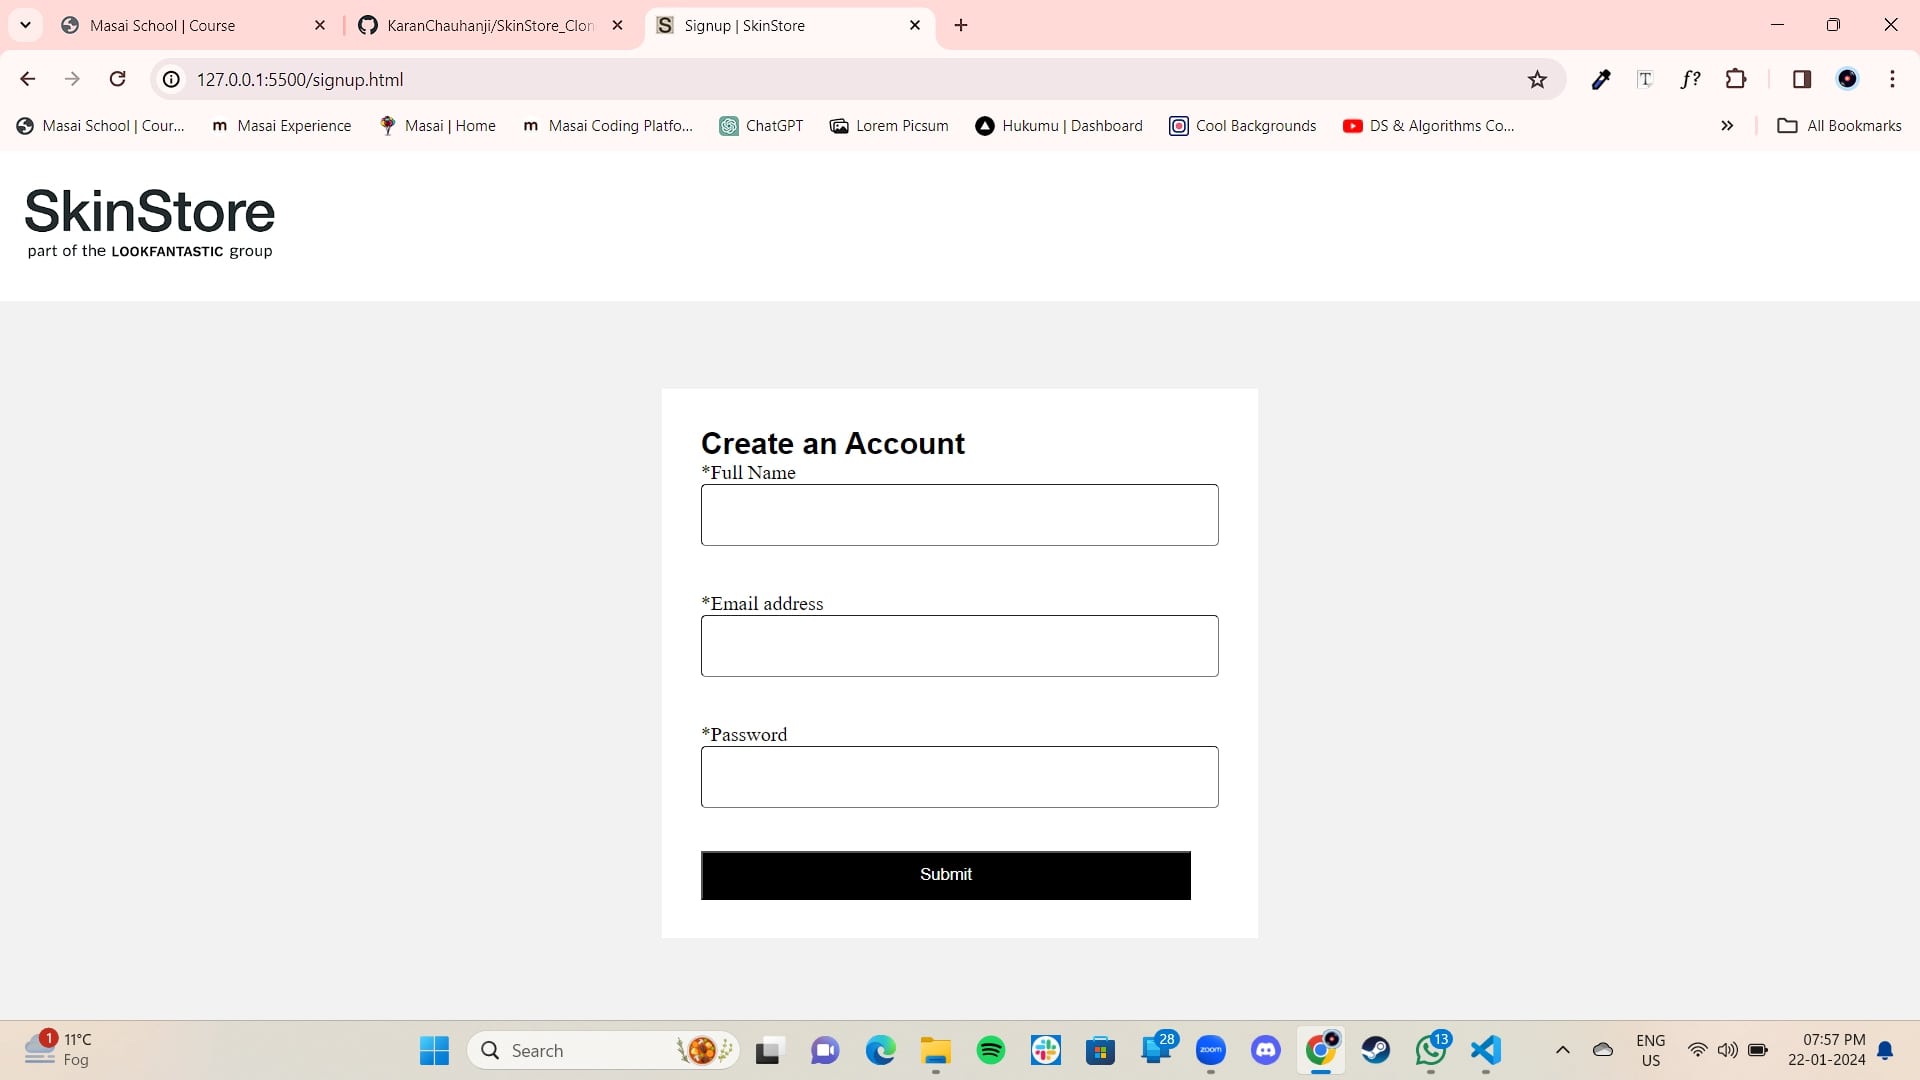 Masai School | Course
KaranChauhanji/SkinStore_Clon
Signup | SkinStore
127.0.0.1:5500/signup.html
T
f?
Masai School | Cour...
m Masai Experience
Masai | Home
m Masai Coding Platfo...
ChatGPT
Lorem Picsum
Hukumu | Dashboard
Cool Backgrounds
DS & Algorithms Co...
All Bookmarks
SkinStore
part of the LOOKFANTASTIC group
Create an Account
*Full Name
*Email address
*Password
Submit
1
11°C
Fog
Search
28
zoom
13
ENG
US
07:57 PM
22-01-2024